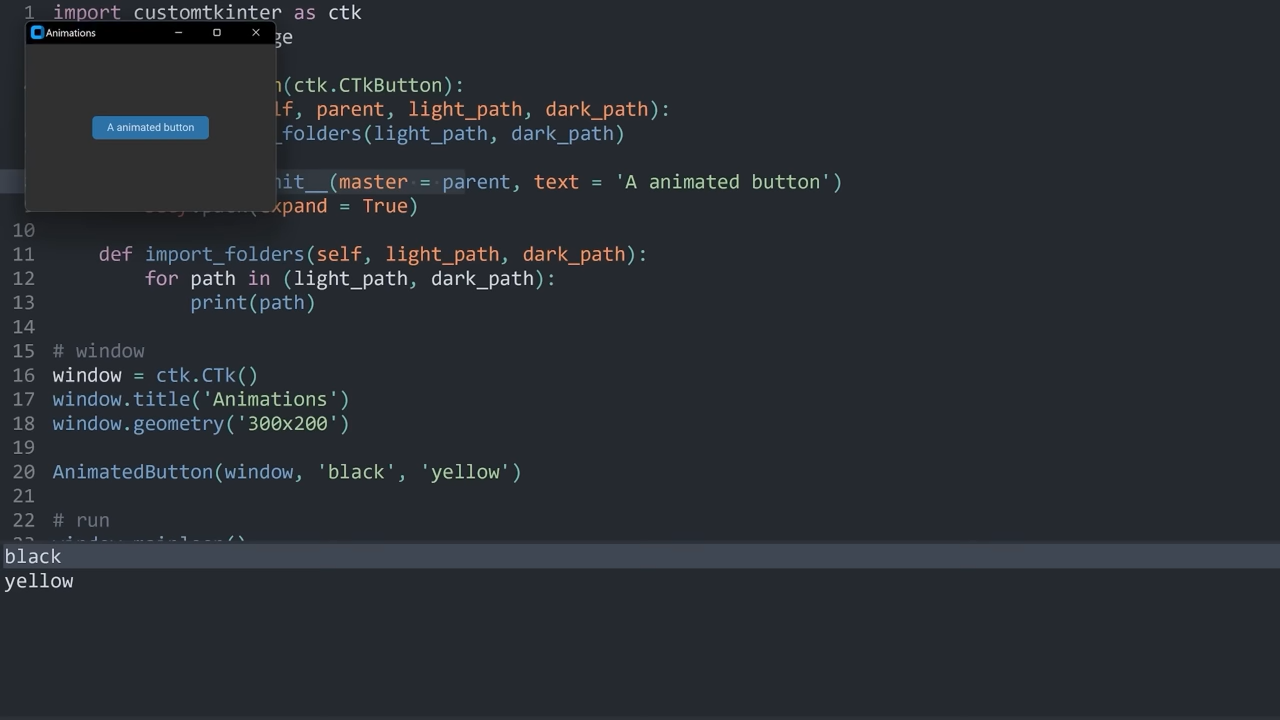 1 import customtkinter as ctk
Animations
ge
(ctk.CTkButton):
lf, parent, light_path, dark_path):
A animated button
_folders(light_path, dark_path)
nit__(master = parent, text = 'A animated button')
expand = True)
10
11 def import_folders(self, light_path, dark_path):
12 for path in (light_path, dark_path):
13 print(path)
14
15 # window
16 window = ctk.CTk()
17 window.title('Animations')
18 window.geometry('300x200')
19
20 AnimatedButton(window, 'black', 'yellow')
21
22 # run
black
yellow